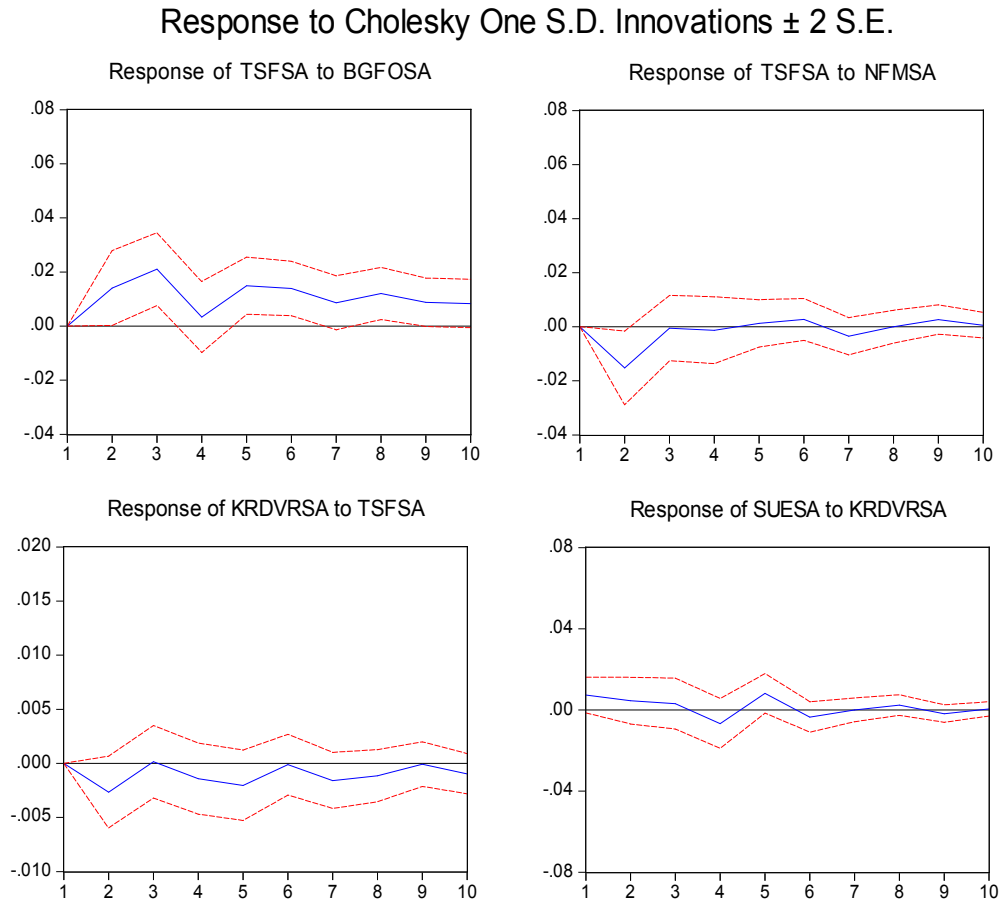 Response to Cholesky One S.D. Innovations ± 2 S.E.
Response of TSFSA to BGFOSA
.08
.06
.04
.02
.00
-.02
-.04
1 2 3 4 5 6 7 8 9 10
Response of TSFSA to NFMSA
.08
.06
.04
.02
.00
-.02
-.04
1 2 3 4 5 6 7 8 9 10
Response of KRDVRSA to TSFSA
.020
.015
.010
.005
.000
-.005
-.010
1 2 3 4 5 6 7 8 9 10
Response of SUESA to KRDVRSA
.08
.04
.00
-.04
-.08
1 2 3 4 5 6 7 8 9 10